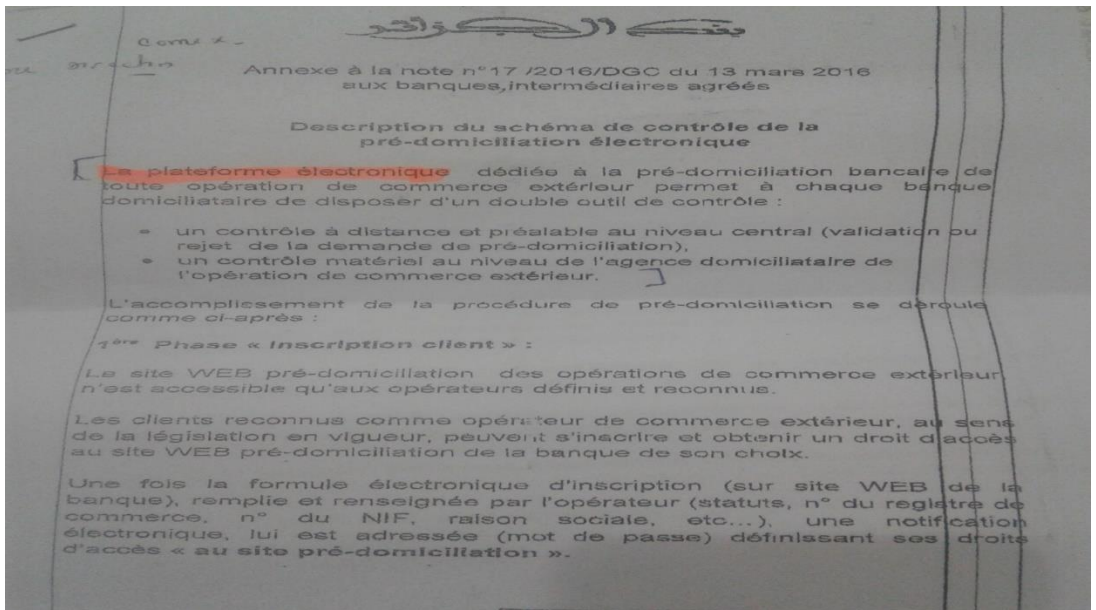 بنك الجزائر
comex
Annexe à la note n°17 /2016/DGC du 13 mars 2016
aux banques,intermédiaires agréés
Description du schéma de contrôle de la
pré-domiciliation électronique
La plateforme électronique dédiée à la pré-domiciliation bancaire de
toute opération de commerce extérieur permet à chaque banque
domiciliataire de disposer d'un double outil de contrôle :
• un contrôle à distance et préalable au niveau central (validation ou
rejet de la demande de pré-domiciliation),
• un contrôle matériel au niveau de l'agence domiciliataire de
l'opération de commerce extérieur.
L'accomplissement de la procédure de pré-domiciliation se déroule
comme ci-après :
1ère Phase « Inscription client » :
Le site WEB pré-domiciliation des opérations de commerce extérieur
n'est accessible qu'aux opérateurs définis et reconnus.
Les clients reconnus comme opérateur de commerce extérieur, au sens
de la législation en vigueur, peuvent s'inscrire et obtenir un droit d'accès
au site WEB pré-domiciliation de la banque de son choix.
Une fois la formule électronique d'inscription (sur site WEB de la
banque), remplie et renseignée par l'opérateur (statuts, n° du registre de
commerce, n° du NIF, raison sociale, etc...), une notification
électronique, lui est adressée (mot de passe) définissant ses droits
d'accès « au site pré-domiciliation ».